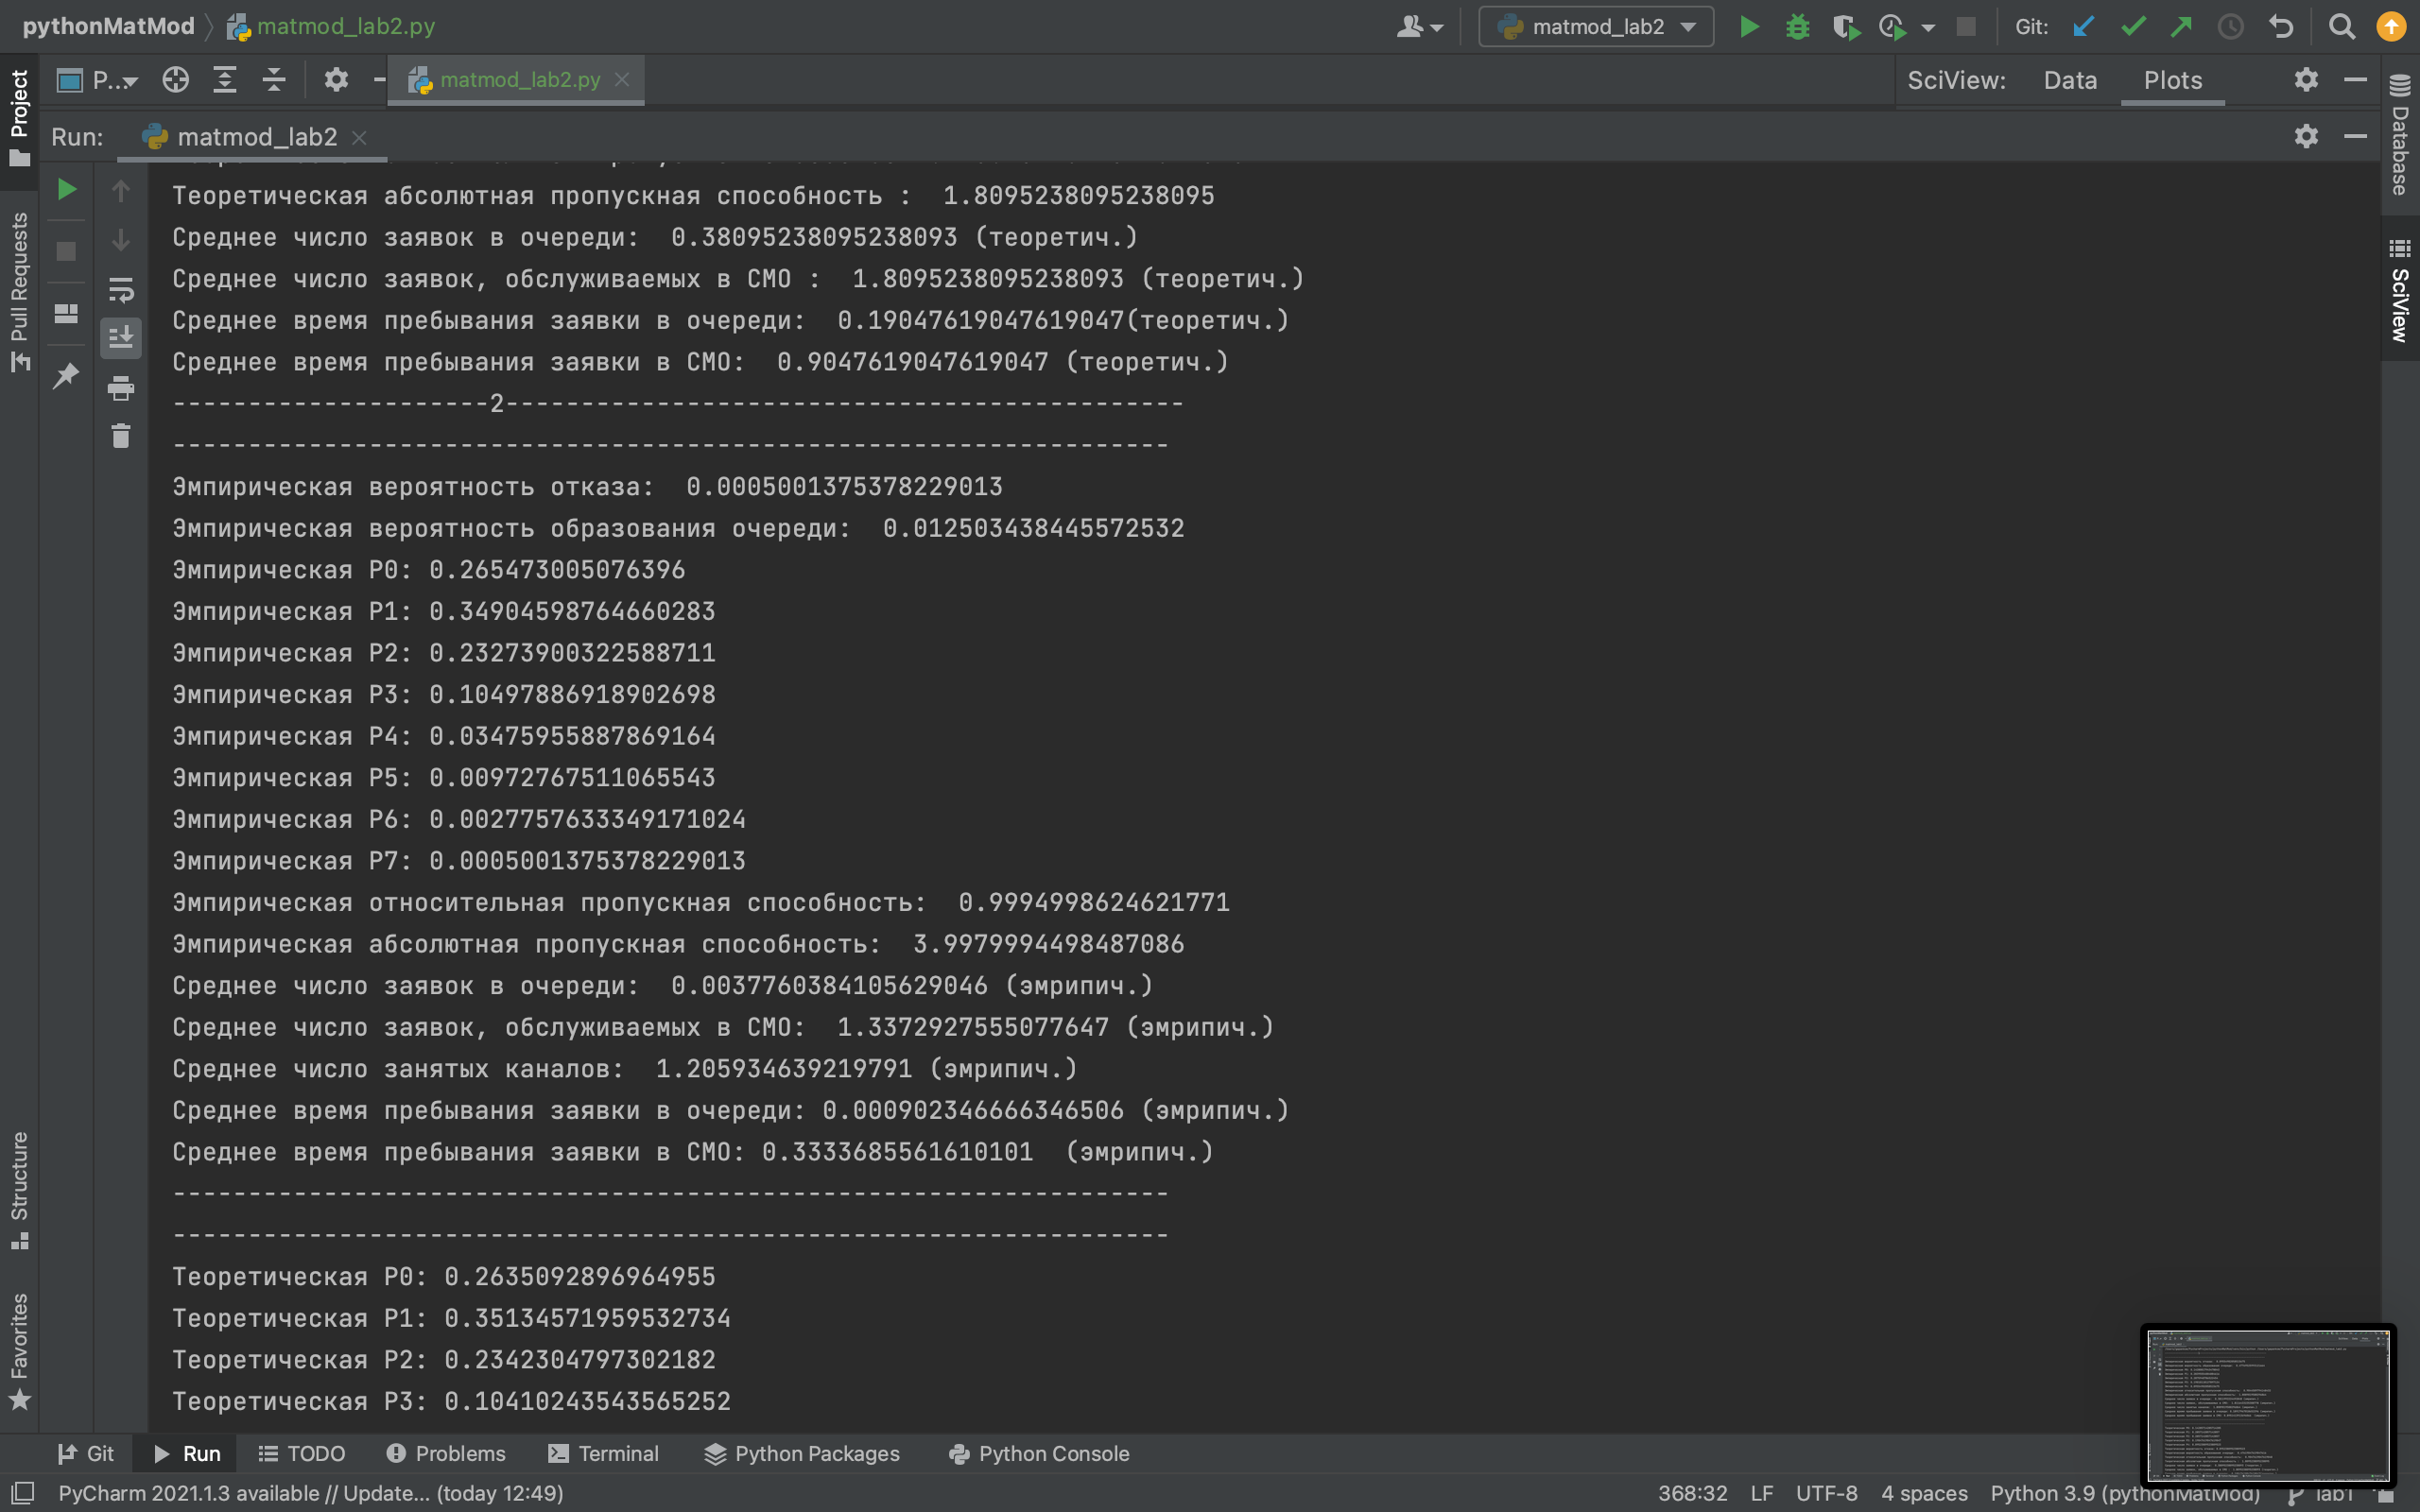 pythonMatMod
matmod_lab2.py
matmod_lab2
Git:
P...
matmod_lab2.py
SciView:
Data
Plots
Run:
matmod_lab2
Project
Pull Requests
Structure
Favorites
Database
SciView
Теоретическая абсолютная пропускная способность :  1.8095238095238095
Среднее число заявок в очереди:  0.38095238095238093 (теоретич.)
Среднее число заявок, обслуживаемых в СМО :  1.8095238095238093 (теоретич.)
Среднее время пребывания заявки в очереди:  0.19047619047619047(теоретич.)
Среднее время пребывания заявки в СМО:  0.9047619047619047 (теоретич.)
---------------------2---------------------------------------------
------------------------------------------------------------------
Эмпирическая вероятность отказа:  0.0005001375378229013
Эмпирическая вероятность образования очереди:  0.012503438445572532
Эмпирическая P0: 0.265473005076396
Эмпирическая P1: 0.34904598764660283
Эмпирическая P2: 0.23273900322588711
Эмпирическая P3: 0.10497886918902698
Эмпирическая P4: 0.03475955887869164
Эмпирическая P5: 0.00972767511065543
Эмпирическая P6: 0.0027757633349171024
Эмпирическая P7: 0.0005001375378229013
Эмпирическая относительная пропускная способность:  0.9994998624621771
Эмпирическая абсолютная пропускная способность:  3.9979994498487086
Среднее число заявок в очереди:  0.0037760384105629046 (эмрипич.)
Среднее число заявок, обслуживаемых в СМО:  1.3372927555077647 (эмрипич.)
Среднее число занятых каналов:  1.205934639219791 (эмрипич.)
Среднее время пребывания заявки в очереди: 0.000902346666346506 (эмрипич.)
Среднее время пребывания заявки в СМО: 0.3333685561610101  (эмрипич.)
------------------------------------------------------------------
------------------------------------------------------------------
Теоретическая P0: 0.2635092896964955
Теоретическая P1: 0.35134571959532734
Теоретическая P2: 0.2342304797302182
Теоретическая P3: 0.10410243543565252
Git
Run
TODO
Problems
Terminal
Python Packages
Python Console
PyCharm 2021.1.3 available // Update... (today 12:49)
368:32
LF
UTF-8
4 spaces
Python 3.9 (pythonMatMod)
lab1